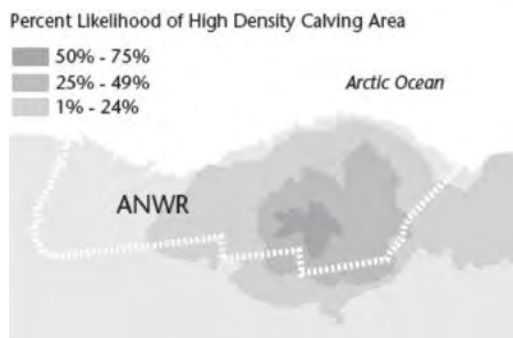 Percent Likelihood of High Density Calving Area
50% - 75%
25% - 49%
1% - 24%
Arctic Ocean
ANWR